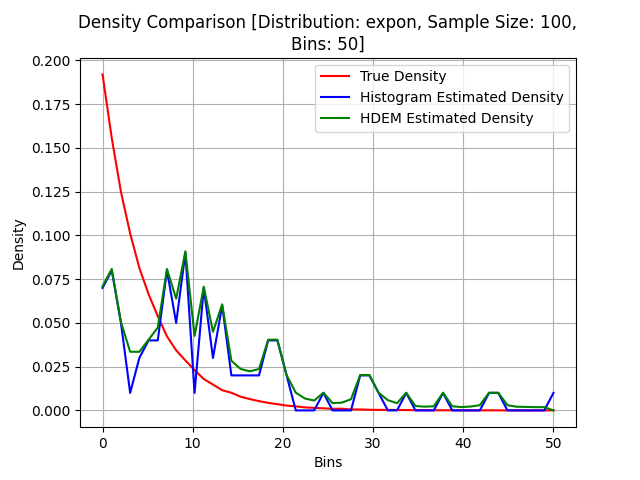 Density Comparison [Distribution: expon, Sample Size: 100,
Bins: 50]
True Density
Histogram Estimated Density
HDEM Estimated Density
Density
0.200
0.175
0.150
0.125
0.100
0.075
0.050
0.025
0.000
0 10 20 30 40 50
Bins